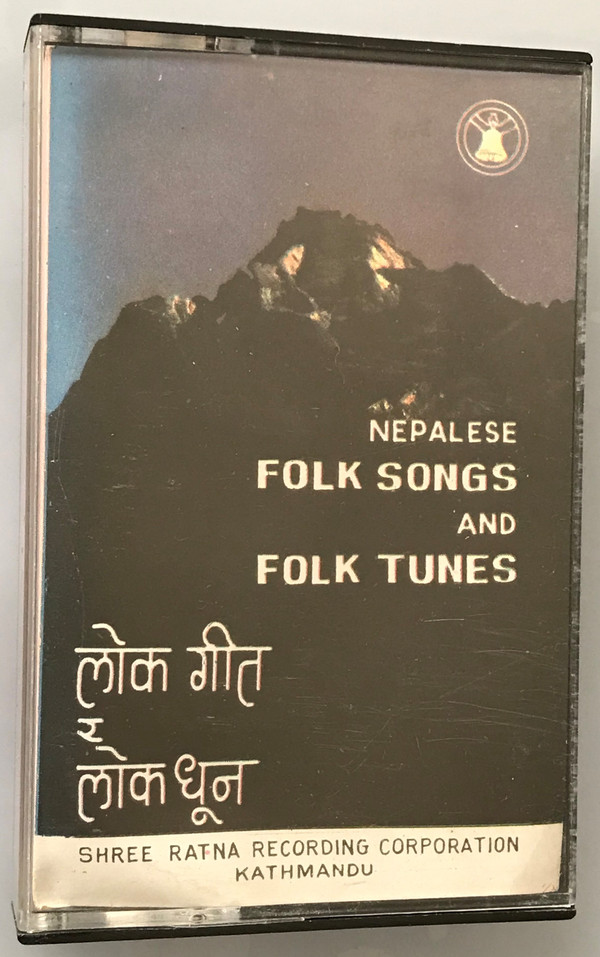 NEPALESE
FOLK SONGS
AND
FOLK TUNES
लोक गीत
र
लोक धून
SHREE RATNA RECORDING CORPORATION
KATHMANDU